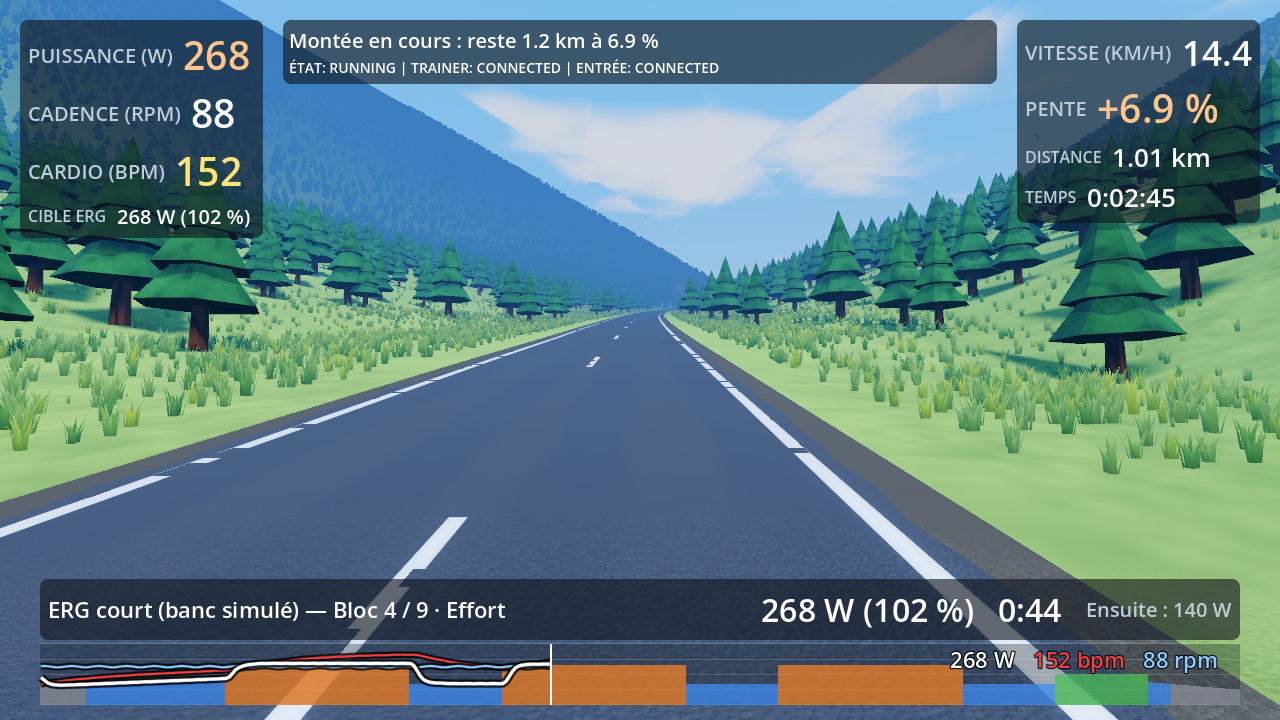 PUISSANCE (W) 268
CADENCE (RPM) 88
CARDIO (BPM) 152
CIBLE ERG 268 W (102 %)
Montée en cours : reste 1.2 km à 6.9 %
ÉTAT: RUNNING | TRAINER: CONNECTED | ENTRÉE: CONNECTED
VITESSE (KM/H) 14.4
PENTE +6.9 %
DISTANCE 1.01 km
TEMPS 0:02:45
ERG court (banc simulé) — Bloc 4 / 9 · Effort 268 W (102 %) 0:44 Ensuite : 140 W
268 W 152 bpm 88 rpm